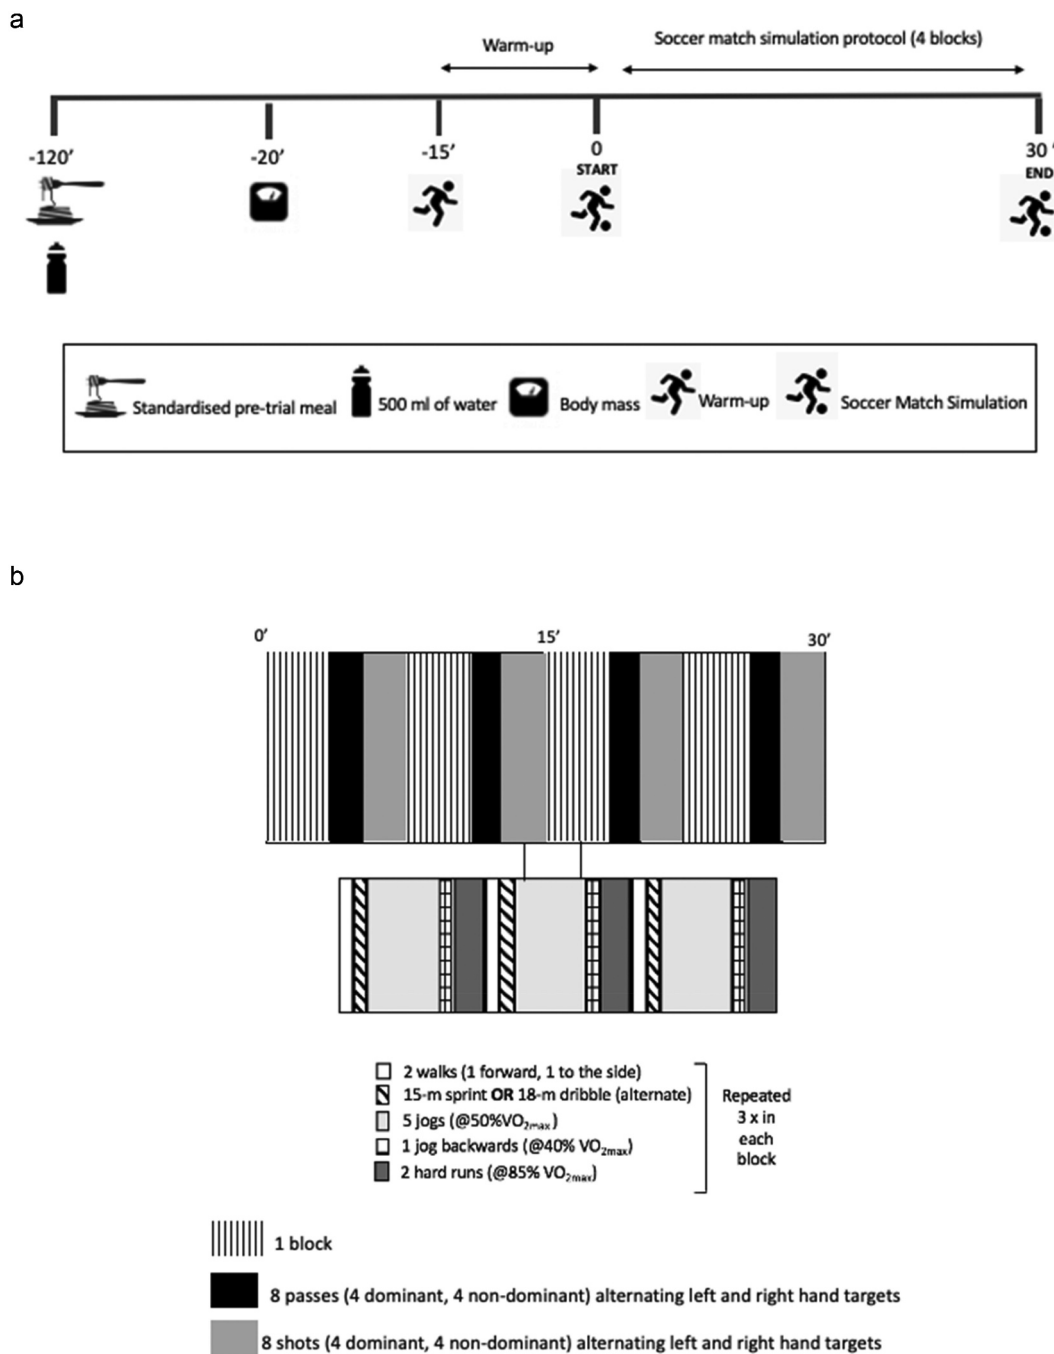 a
Warm-up
Soccer match simulation protocol (4 blocks)
-120’
-20’
-15’
0
30 ‘
START
END
Standardised pre-trial meal
500 ml of water
Body mass
Warm-up
Soccer Match Simulation
b
0’
15’
30’
2 walks (1 forward, 1 to the side)
15-m sprint OR 18-m dribble (alternate)
5 jogs (@50%VO2max)
1 jog backwards (@40% VO2max)
2 hard runs (@85% VO2max)
Repeated
3 x in
each
block
1 block
8 passes (4 dominant, 4 non-dominant) alternating left and right hand targets
8 shots (4 dominant, 4 non-dominant) alternating left and right hand targets